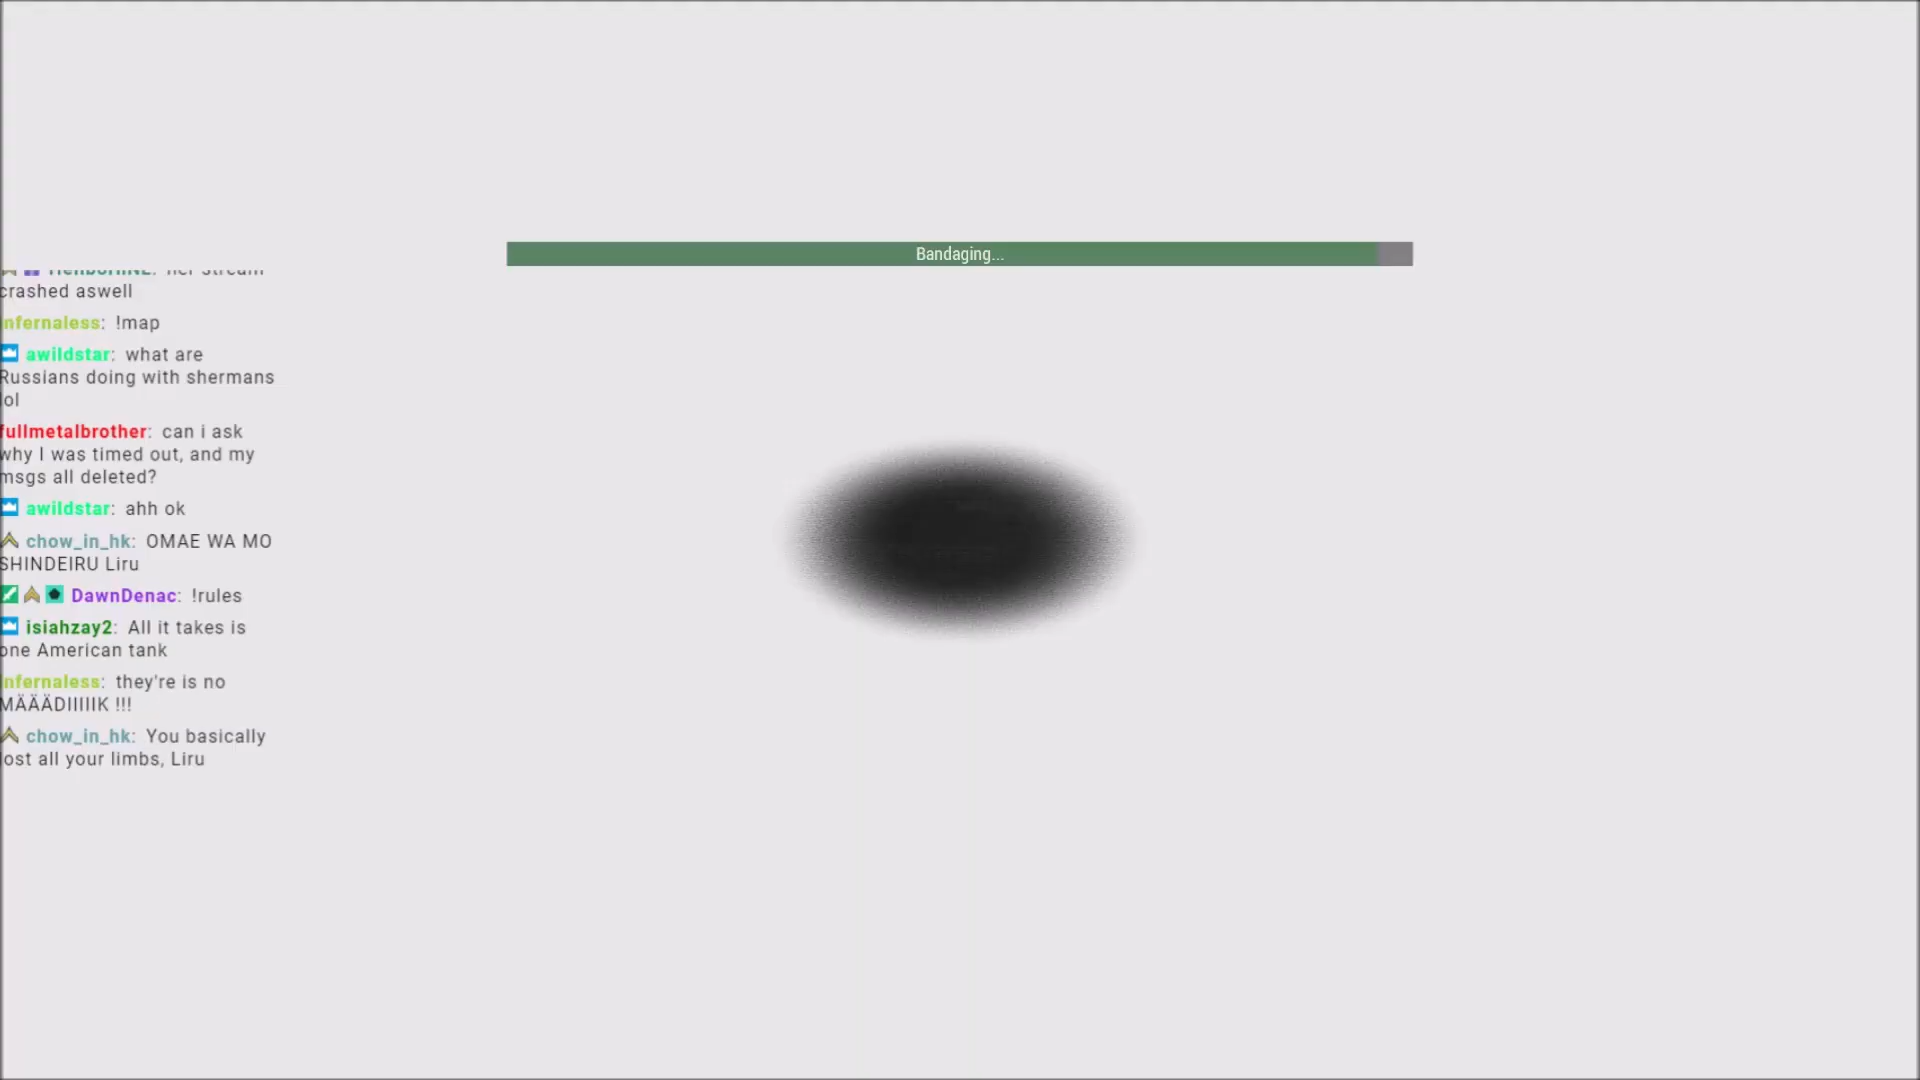 Bandaging...
her stream
crashed aswell
nfernaless: !map
awildstar: what are
Russians doing with shermans
ol
fullmetalbrother: can i ask
why I was timed out, and my
msgs all deleted?
awildstar: ahh ok
chow_in_hk: OMAE WA MO
SHINDEIRU Liru
DawnDenac: !rules
isiahzay2: All it takes is
one American tank
nfernaless: they're is no
MÄÄÄDIIIIIK !!!
chow_in_hk: You basically
ost all your limbs, Liru